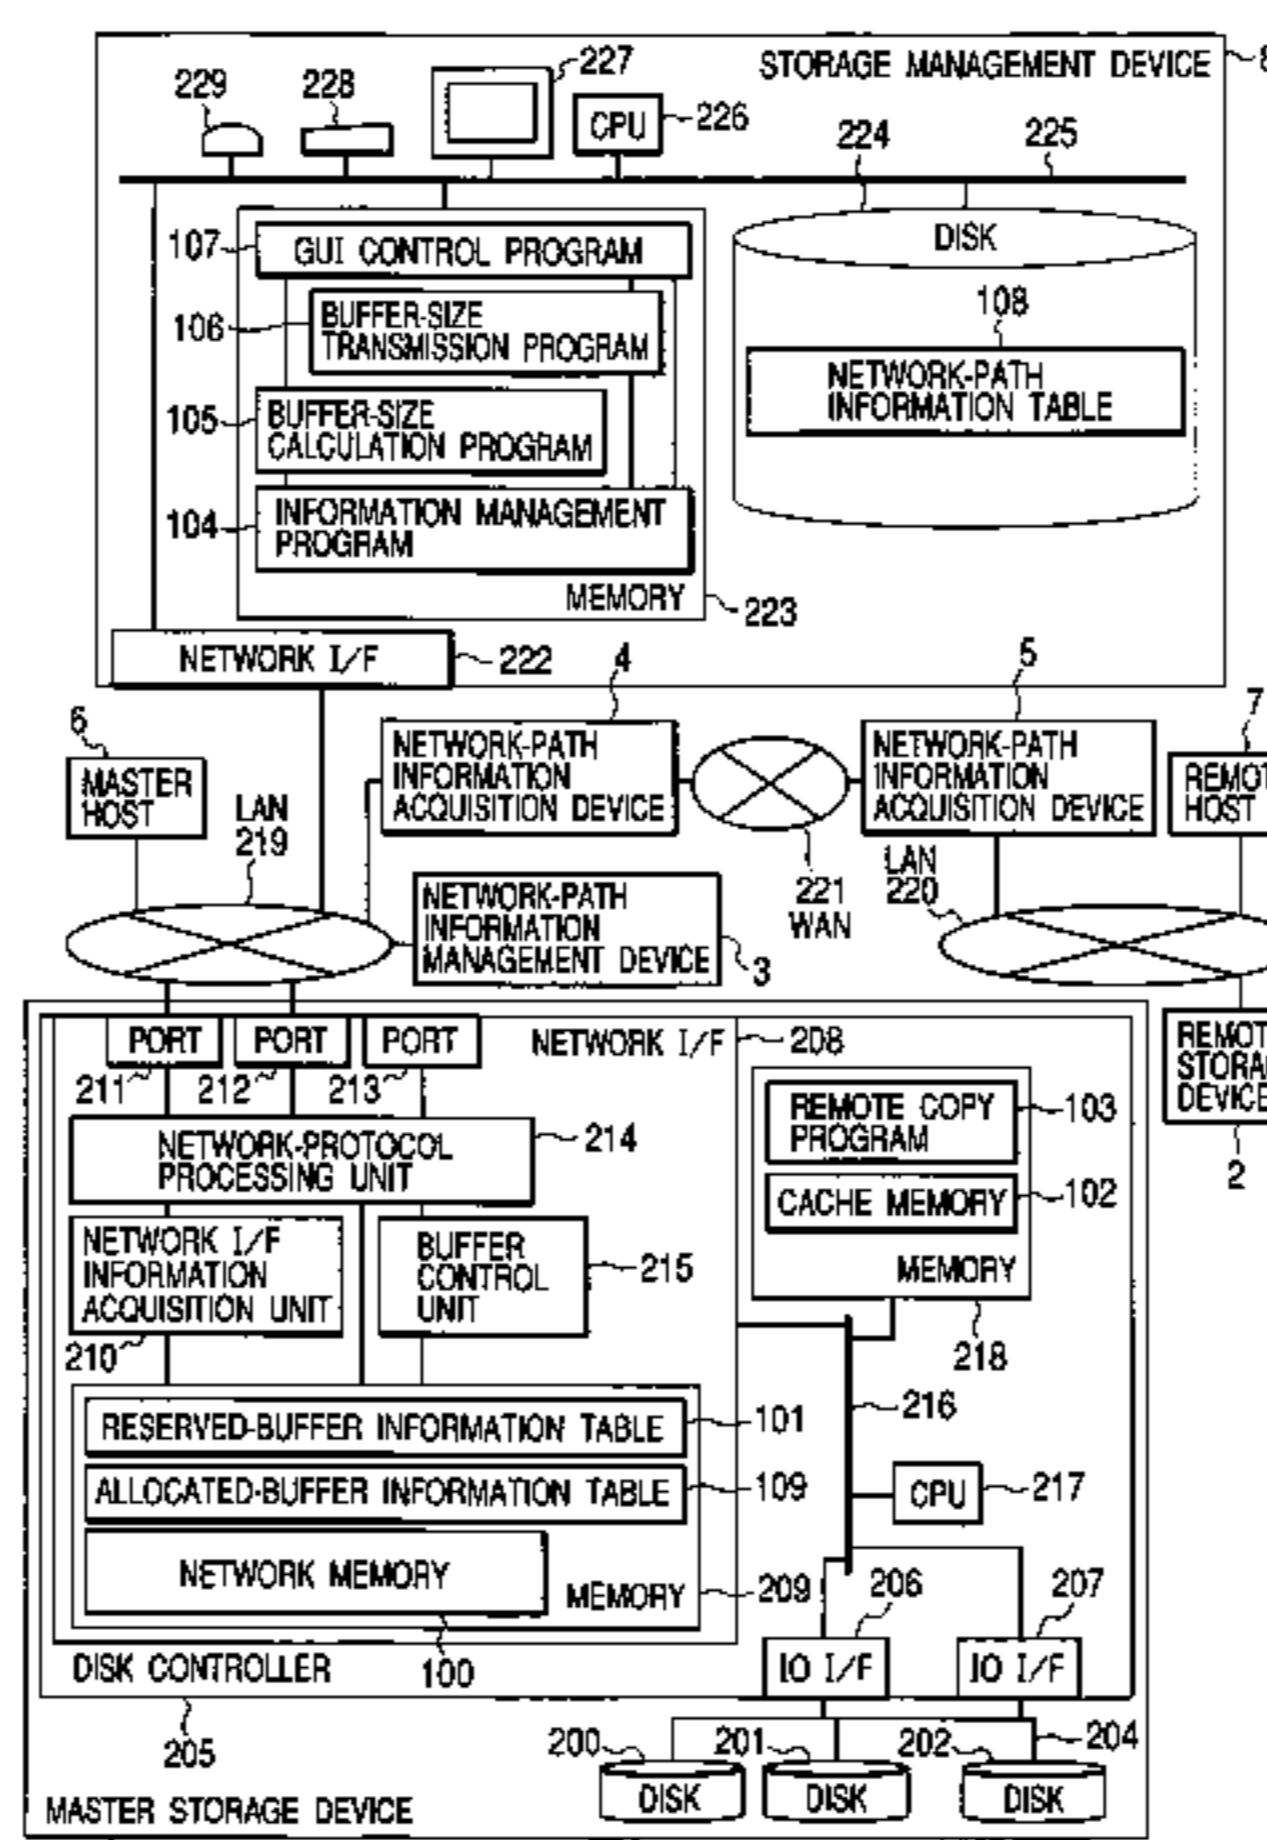 STORAGE MANAGEMENT DEVICE
8
229
228
227
CPU
226
224
225
107
GUI CONTROL PROGRAM
DISK
106
BUFFER-SIZE
TRANSMISSION PROGRAM
108
105
BUFFER-SIZE
CALCULATION PROGRAM
NETWORK-PATH
INFORMATION TABLE
104
INFORMATION MANAGEMENT
PROGRAM
MEMORY
223
NETWORK I/F
222
4
5
6
7
MASTER
HOST
LAN
219
NETWORK-PATH
INFORMATION
ACQUISITION DEVICE
221
WAN
NETWORK-PATH
INFORMATION
ACQUISITION DEVICE
REMOT
HOST
LAN
220
NETWORK-PATH
INFORMATION
MANAGEMENT DEVICE
3
PORT
PORT
PORT
NETWORK I/F
208
211
212
213
REMOT
STORA
DEVICE
2
NETWORK-PROTOCOL
PROCESSING UNIT
214
REMOTE COPY
PROGRAM
103
CACHE MEMORY
102
MEMORY
218
NETWORK I/F
INFORMATION
ACQUISITION UNIT
210
BUFFER
CONTROL
UNIT
215
216
RESERVED-BUFFER INFORMATION TABLE
101
ALLOCATED-BUFFER INFORMATION TABLE
109
CPU
217
NETWORK MEMORY
MEMORY
209
100
206
207
IO I/F
IO I/F
DISK CONTROLLER
205
200
201
202
204
DISK
DISK
DISK
MASTER STORAGE DEVICE